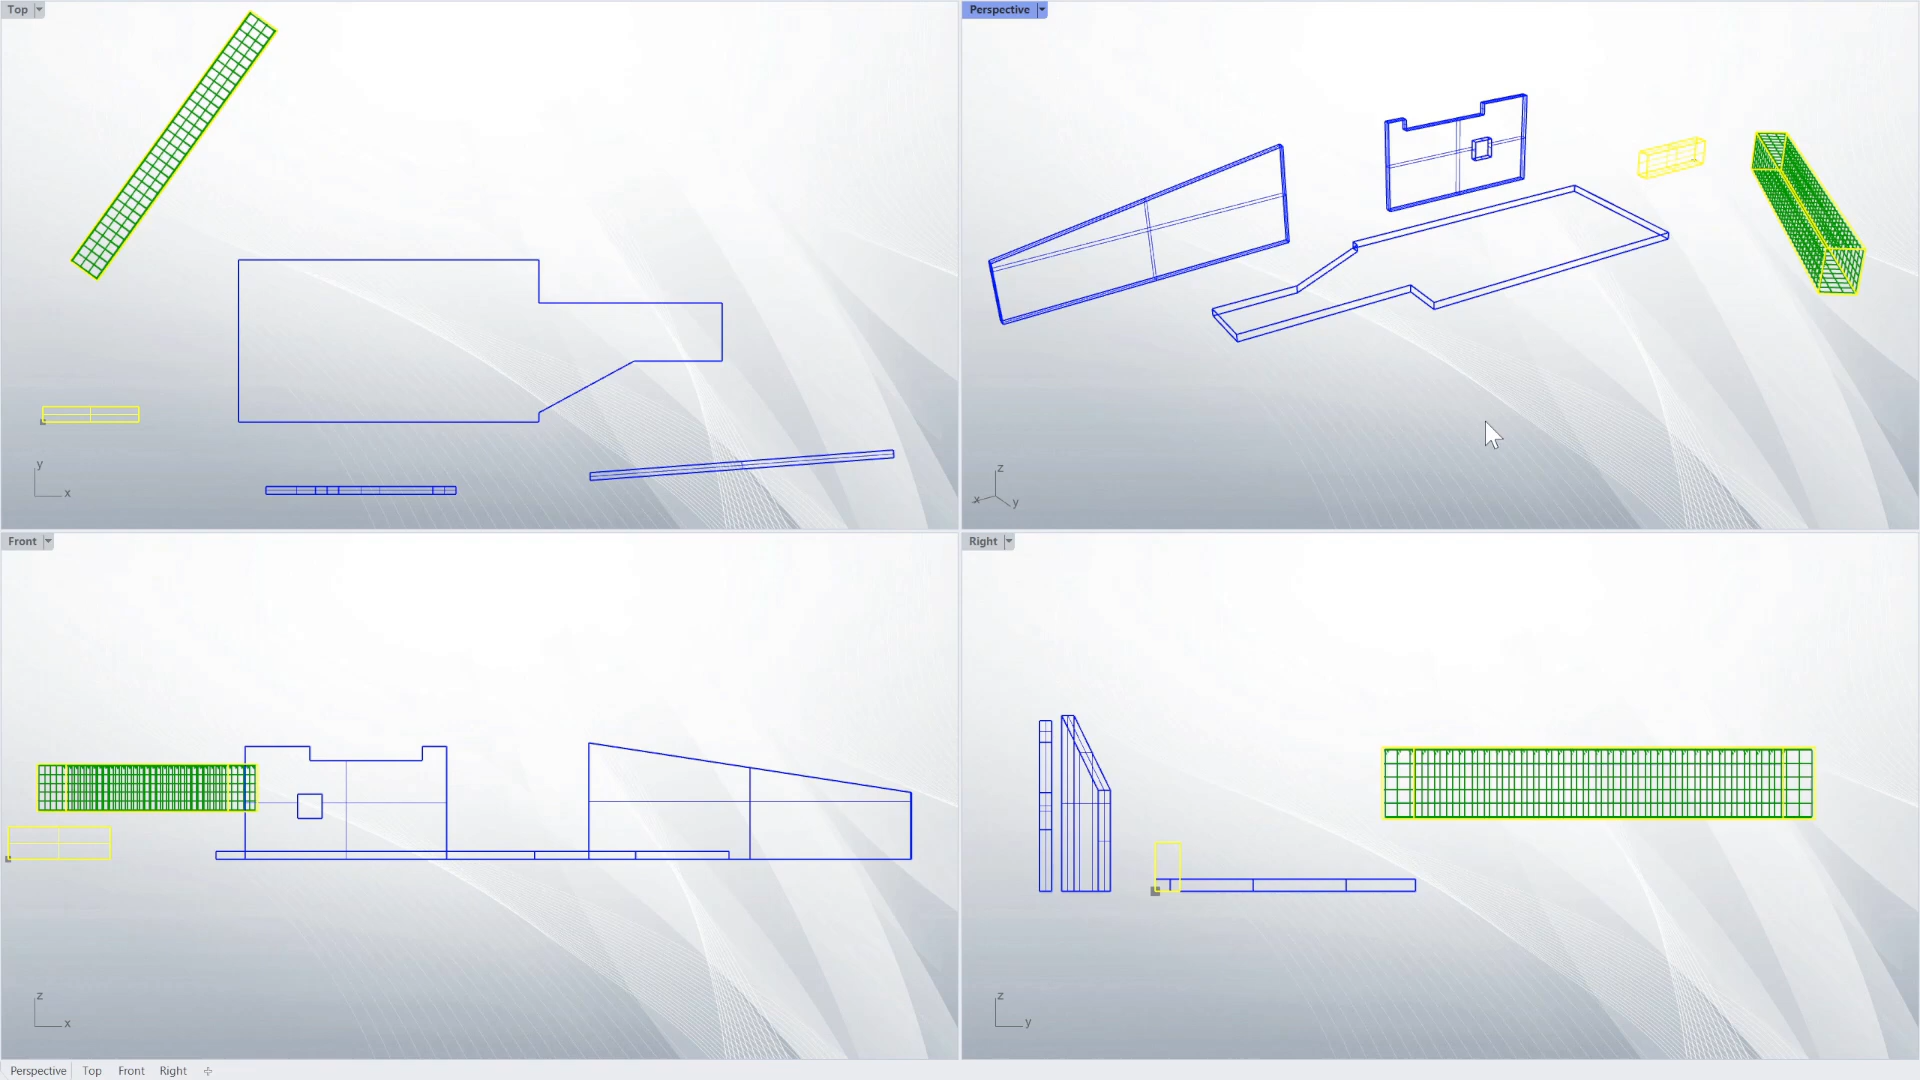 Top
Perspective
y
x
z
x
y
Front
Right
z
x
z
y
Perspective Top Front Right